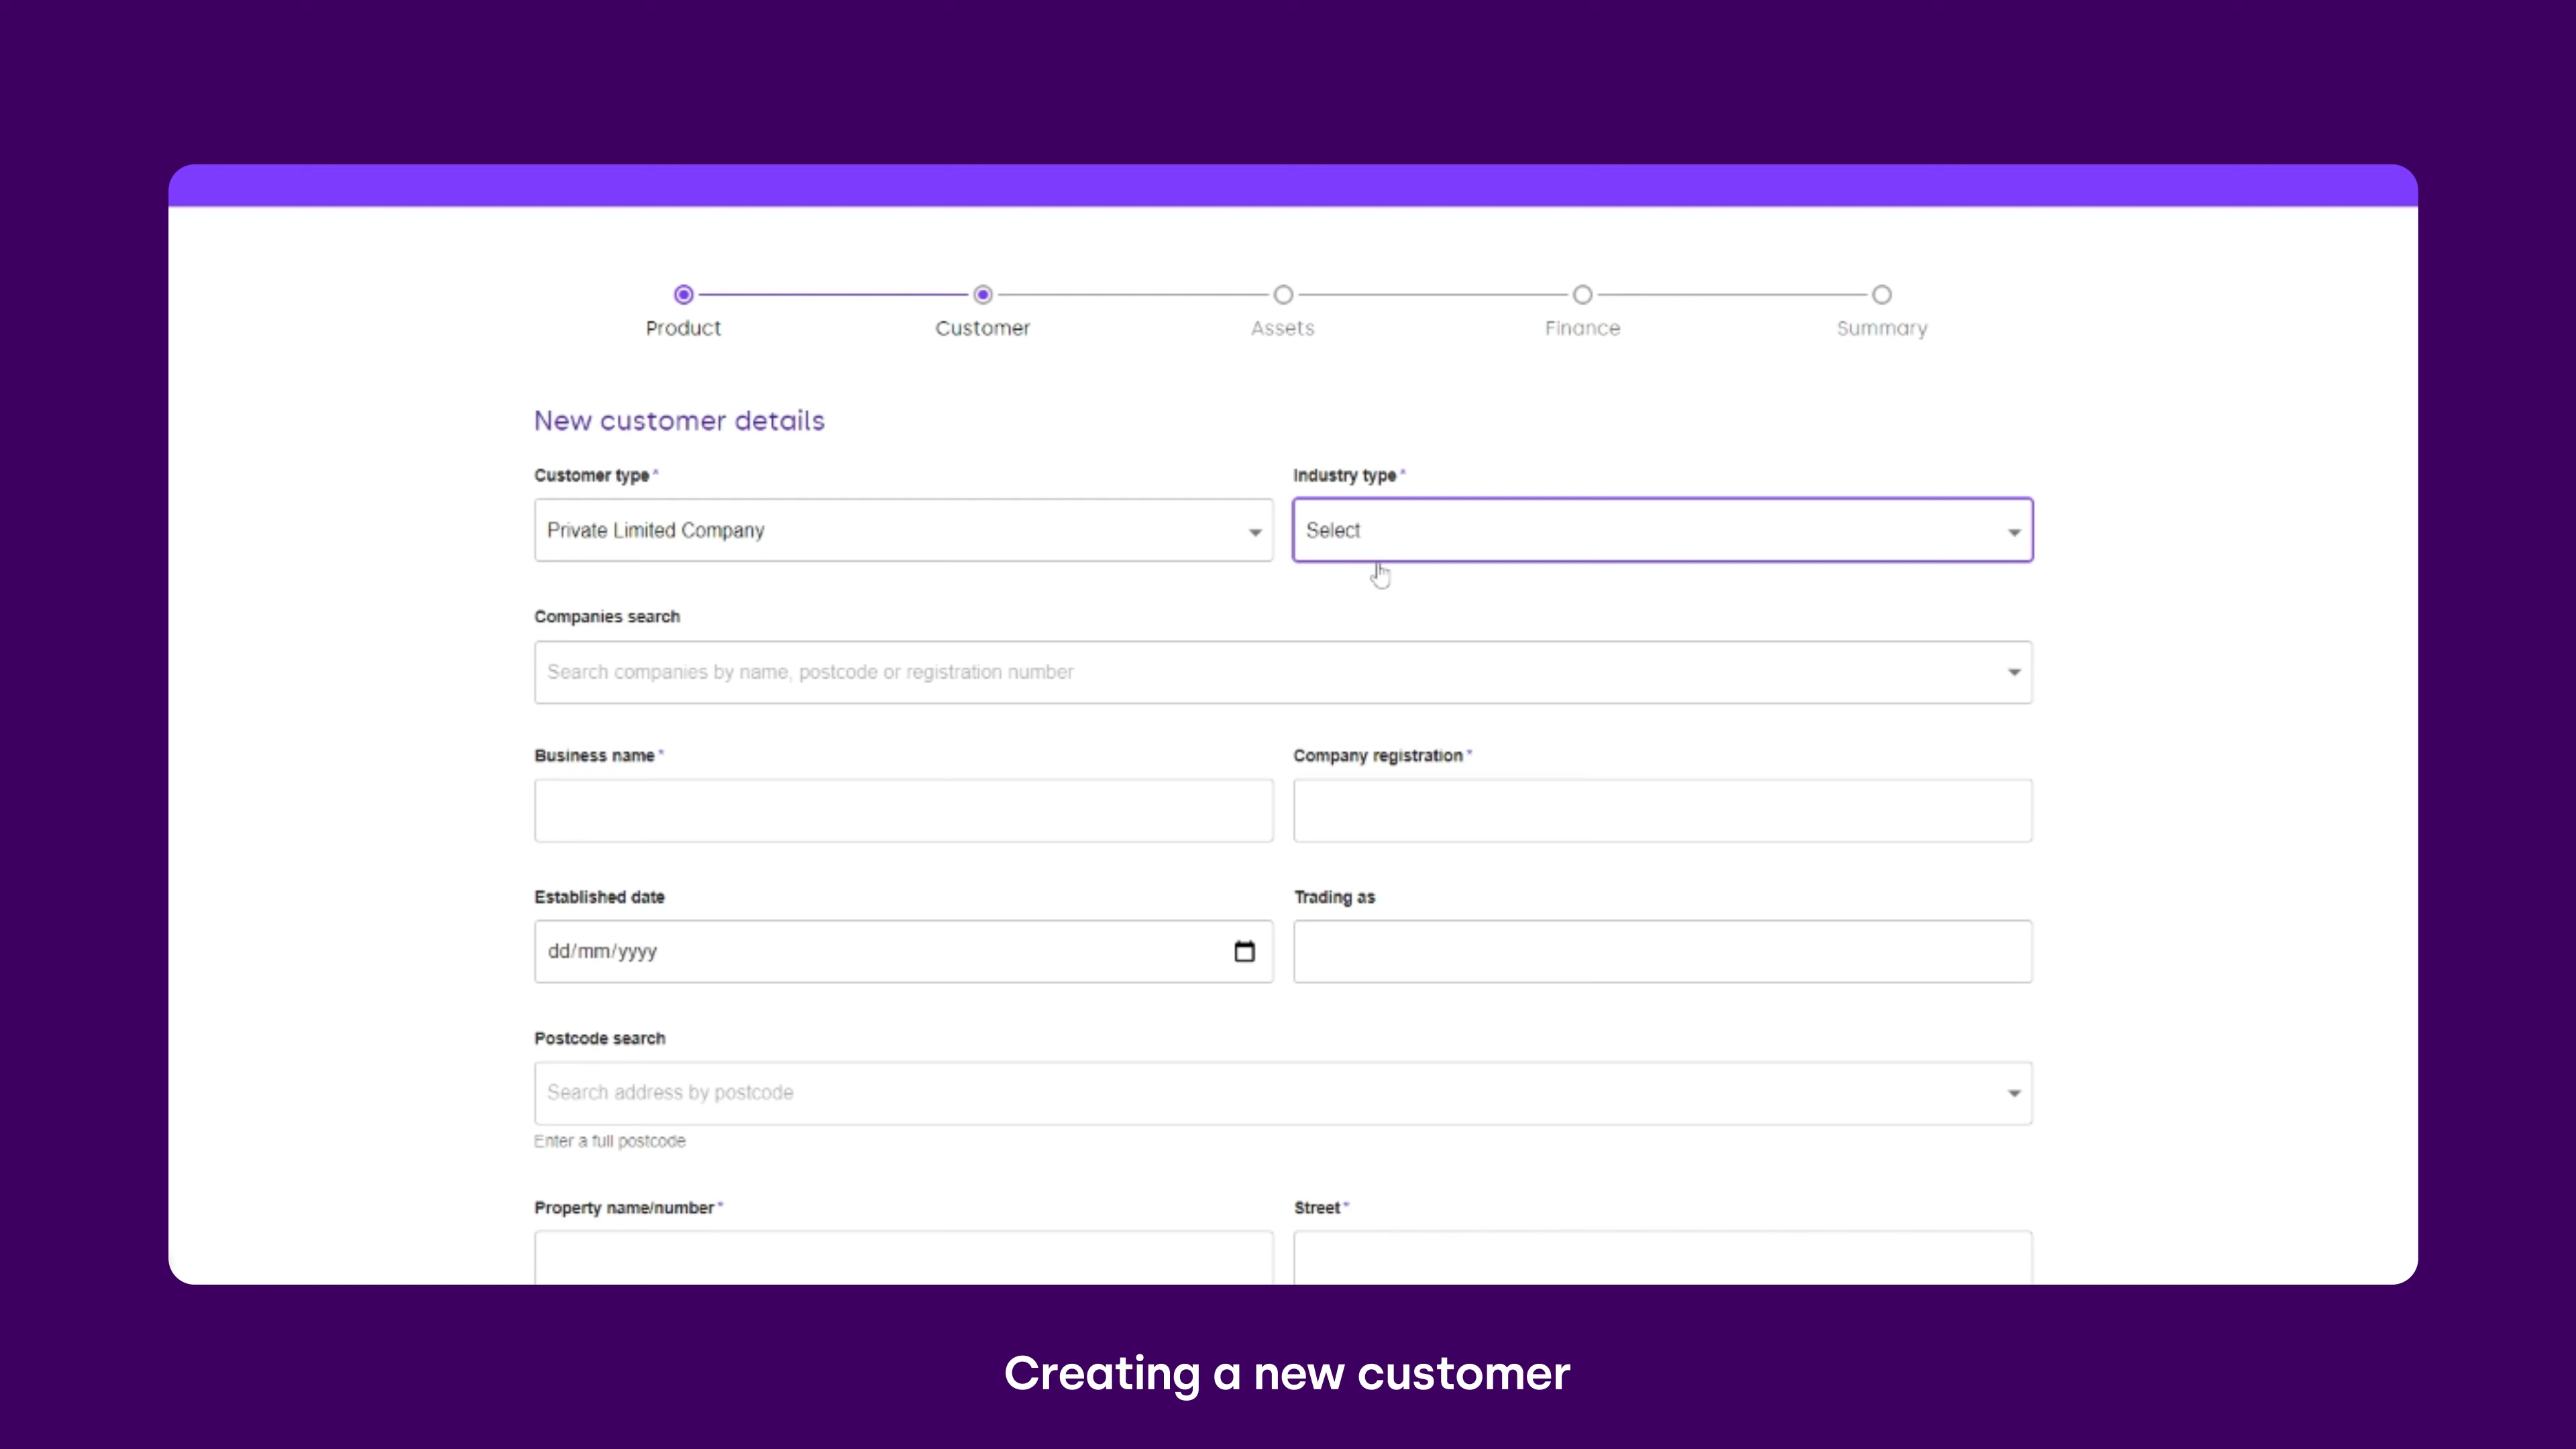 Product Customer Assets Finance Summary
New customer details
Customer type* Industry type*
Private Limited Company Select
Companies search
Search companies by name, postcode or registration number
Business name* Company registration*
Established date Trading as
dd/mm/yyyy
Postcode search
Search address by postcode
Enter a full postcode
Property name/number* Street*
Creating a new customer